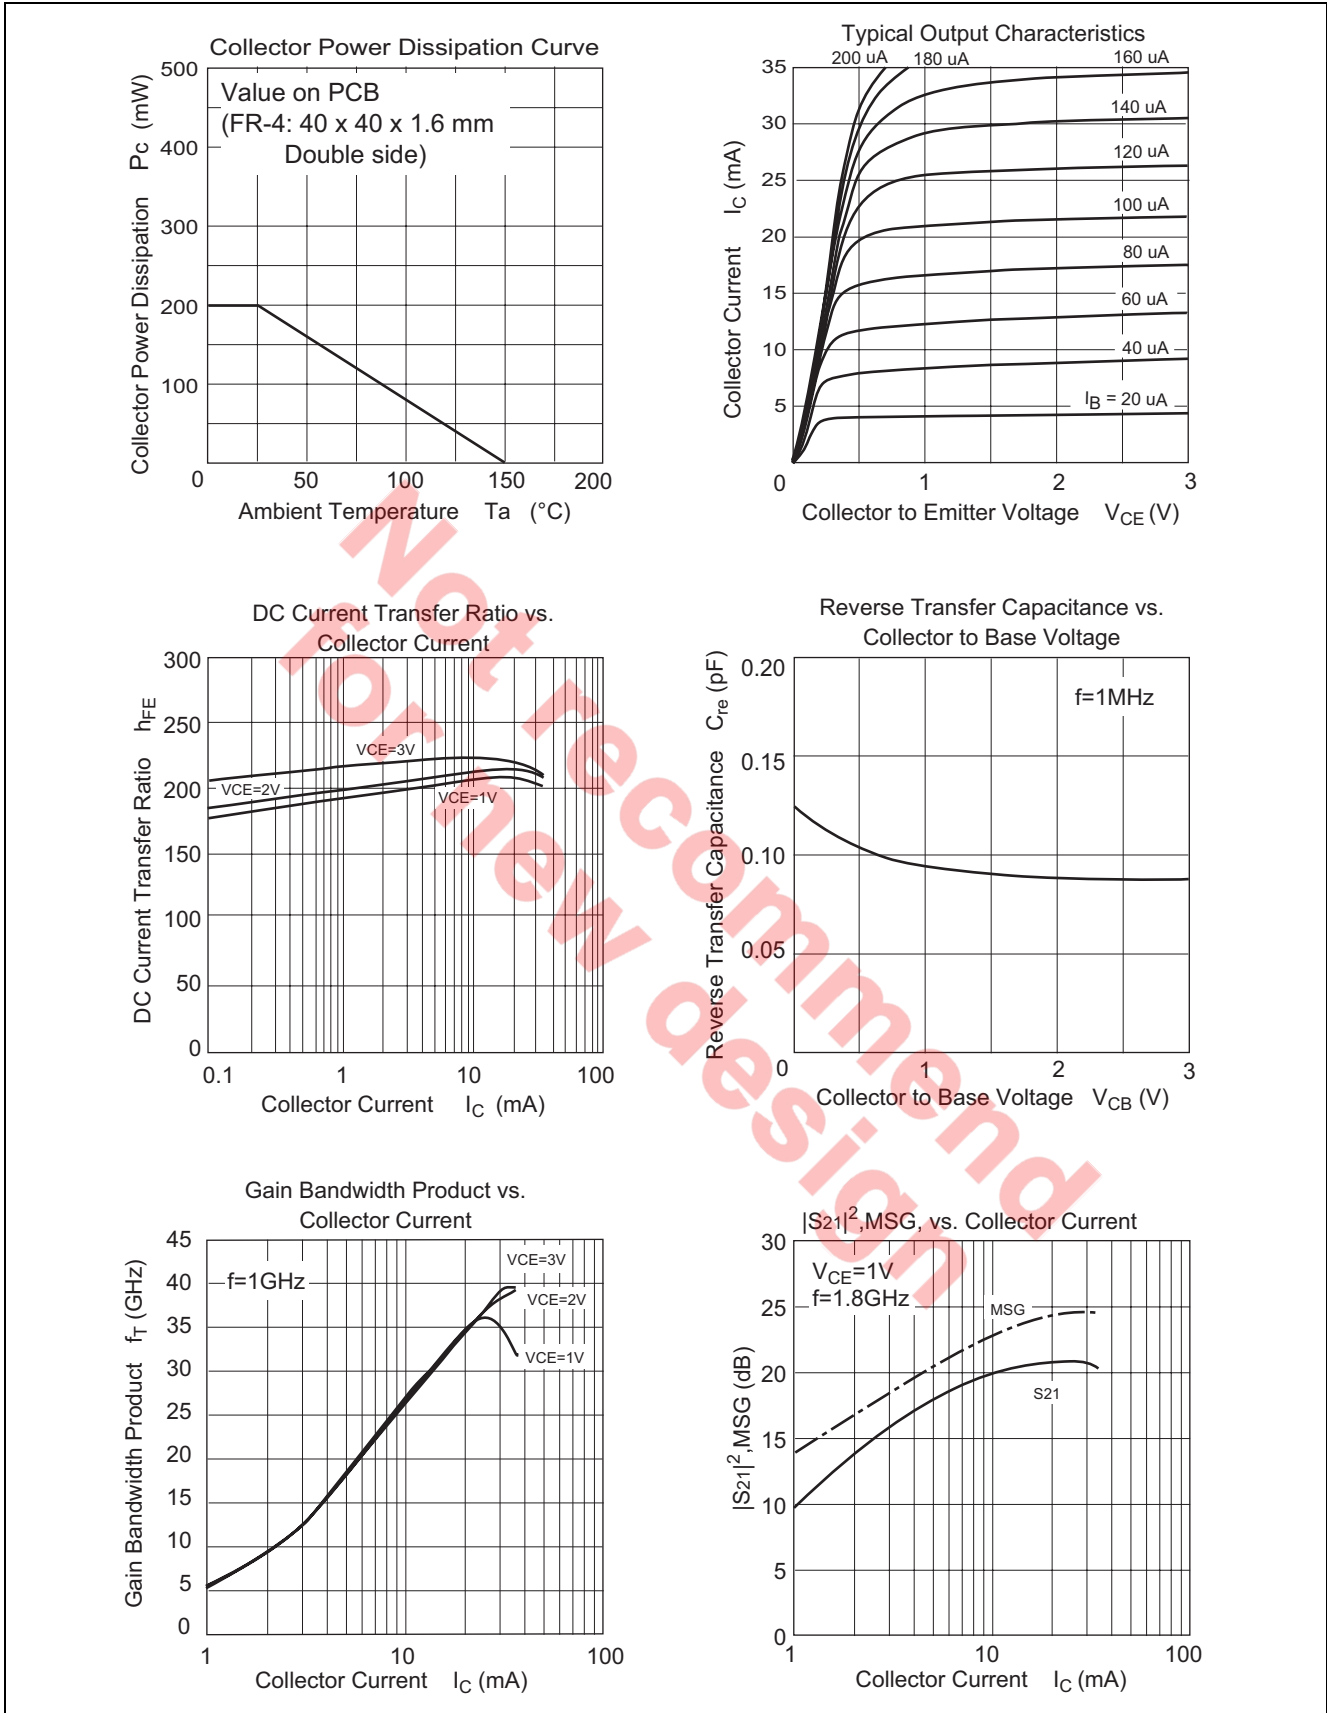 Collector Power Dissipation Curve
500
400
300
200
100
0
50
100
150
200
Value on PCB
(FR-4: 40 x 40 x 1.6 mm
Double side)
Collector Power Dissipation Pc (mW)
Ambient Temperature Ta (°C)
Typical Output Characteristics
200 uA
180 uA
160 uA
140 uA
120 uA
100 uA
80 uA
60 uA
40 uA
IB = 20 uA
35
30
25
20
15
10
5
0
1
2
3
Collector Current IC (mA)
Collector to Emitter Voltage VCE (V)
DC Current Transfer Ratio vs.
Collector Current
300
250
200
150
100
50
0
0.1
1
10
100
VCE=3V
VCE=2V
VCE=1V
DC Current Transfer Ratio hFE
Collector Current IC (mA)
Reverse Transfer Capacitance vs.
Collector to Base Voltage
0.20
0.15
0.10
0.05
0
1
2
3
f=1MHz
Reverse Transfer Capacitance Cre (pF)
Collector to Base Voltage VCB (V)
Gain Bandwidth Product vs.
Collector Current
45
40
35
30
25
20
15
10
5
0
1
10
100
f=1GHz
VCE=3V
VCE=2V
VCE=1V
Gain Bandwidth Product fT (GHz)
Collector Current IC (mA)
|S21|²,MSG, vs. Collector Current
30
25
20
15
10
5
0
1
10
100
VCE=1V
f=1.8GHz
MSG
S21
|S21|²,MSG (dB)
Collector Current IC (mA)
Not recommend
for new design